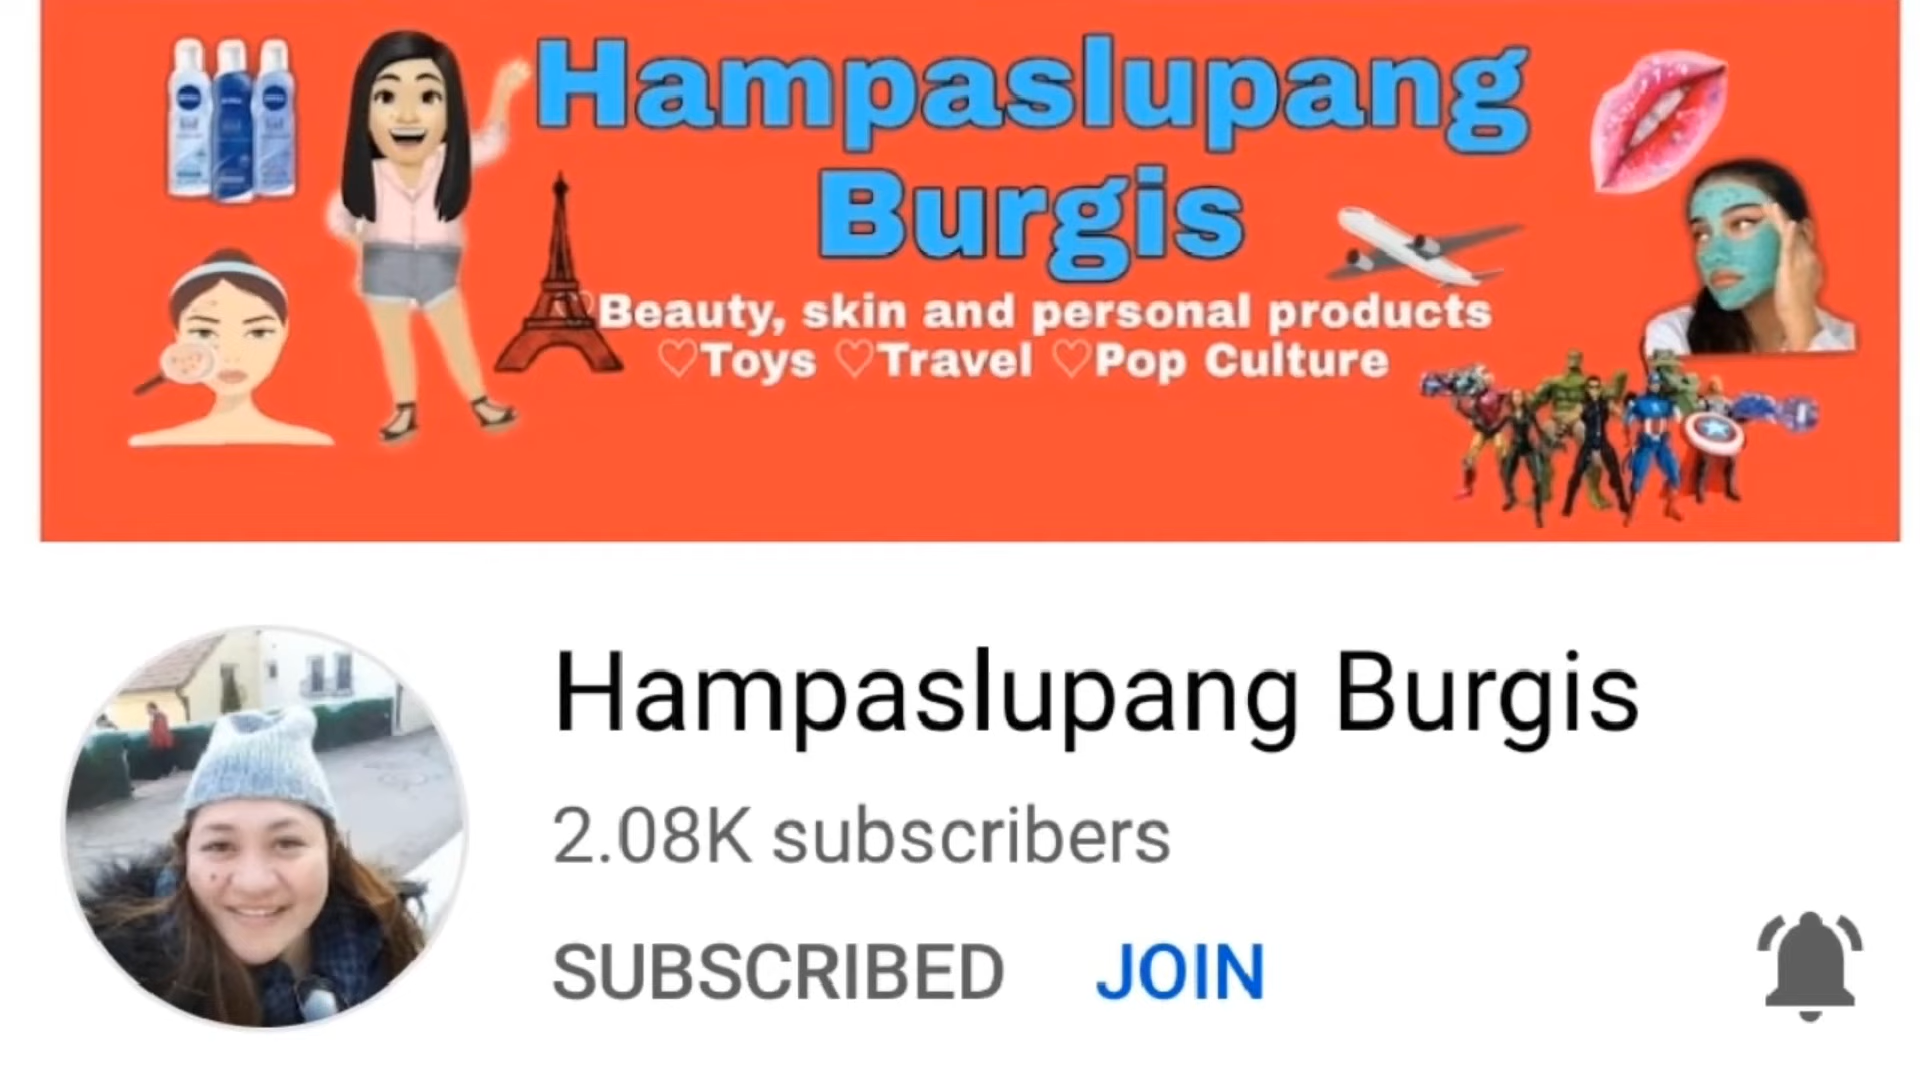 Hampaslupang
Burgis
♡Beauty, skin and personal products
♡Toys ♡Travel ♡Pop Culture
Hampaslupang Burgis
2.08K subscribers
SUBSCRIBED JOIN